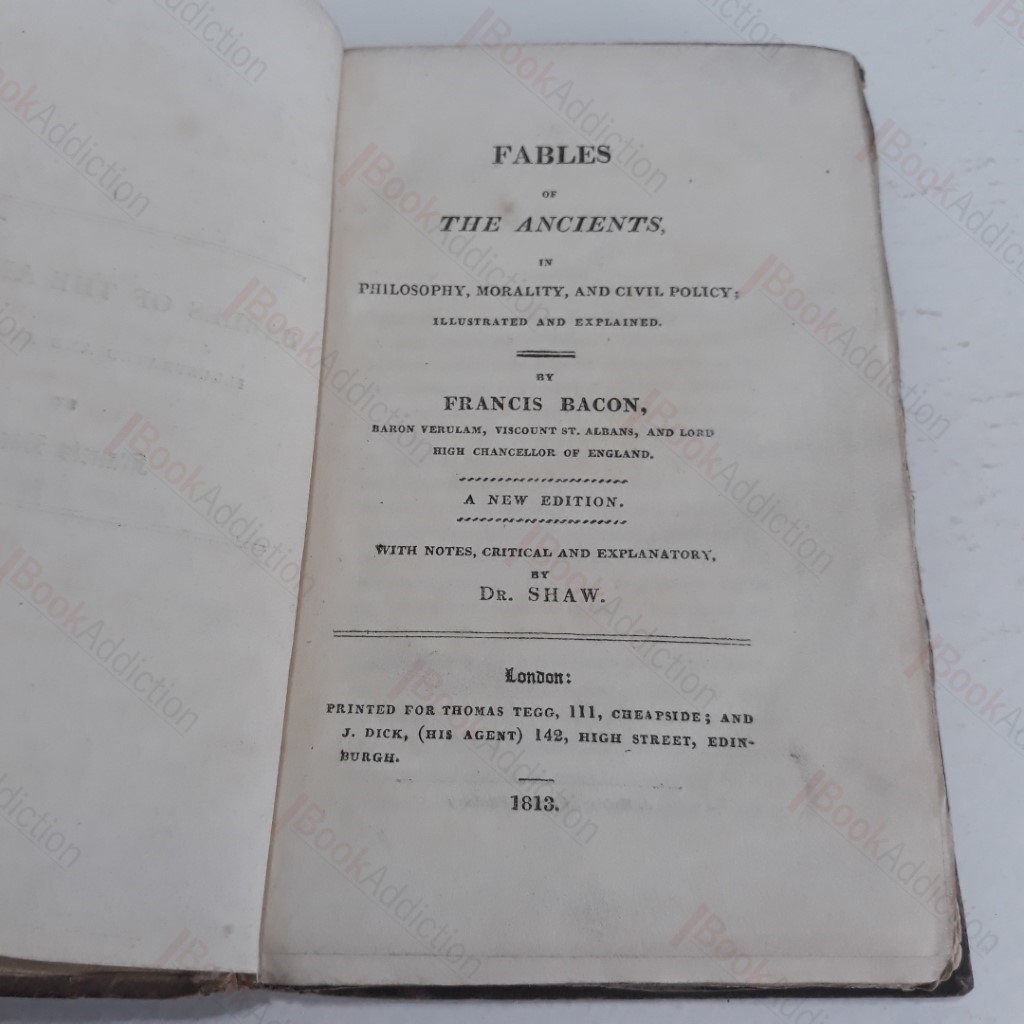 FABLES
OF
THE ANCIENTS,
IN
PHILOSOPHY, MORALITY, AND CIVIL POLICY;
ILLUSTRATED AND EXPLAINED.
BY
FRANCIS BACON,
BARON VERULAM, VISCOUNT ST. ALBANS, AND LORD
HIGH CHANCELLOR OF ENGLAND.
A NEW EDITION.
WITH NOTES, CRITICAL AND EXPLANATORY,
BY
DR. SHAW.
London:
PRINTED FOR THOMAS TEGG, 111, CHEAPSIDE; AND
J. DICK, (HIS AGENT) 142, HIGH STREET, EDIN-
BURGH.
1813.
BookAddiction